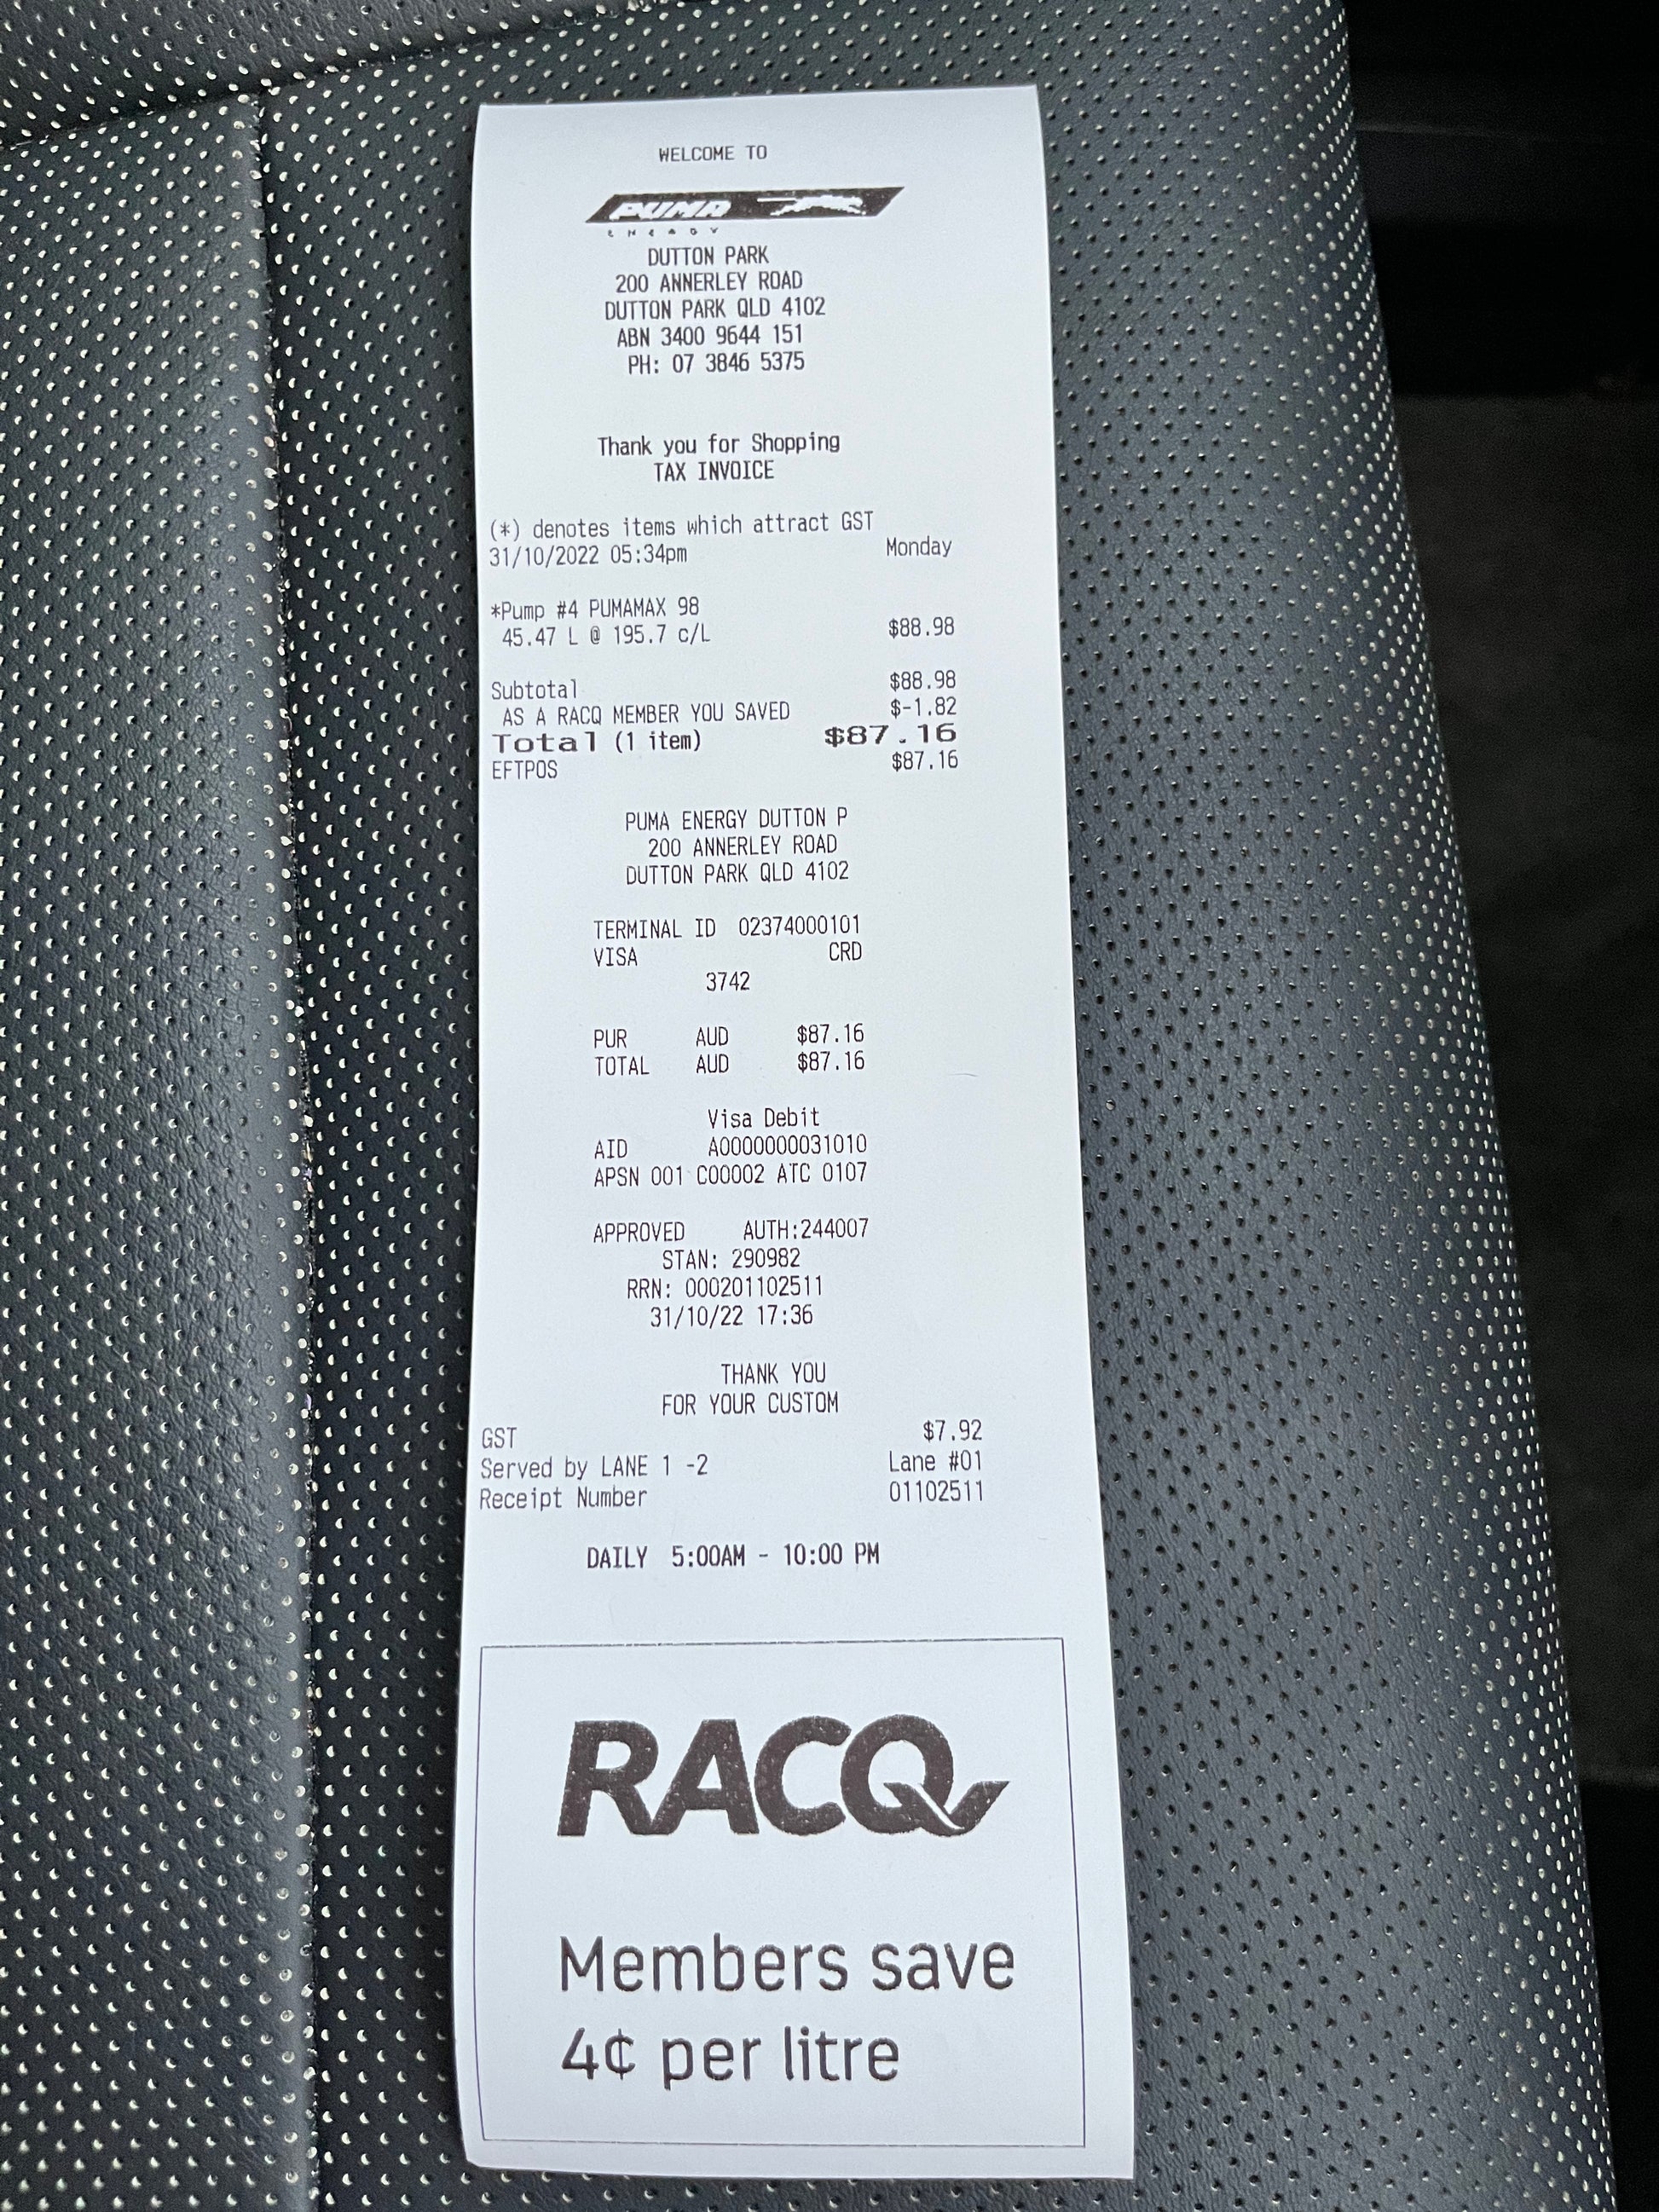 WELCOME TO
PUMA
ENERGY
DUTTON PARK
200 ANNERLEY ROAD
DUTTON PARK QLD 4102
ABN 3400 9644 151
PH: 07 3846 5375
Thank you for Shopping
TAX INVOICE
(*) denotes items which attract GST
31/10/2022 05:34pm Monday
*Pump #4 PUMAMAX 98
45.47 L @ 195.7 c/L $88.98
Subtotal $88.98
AS A RACQ MEMBER YOU SAVED $-1.82
Total (1 item) $87.16
EFTPOS $87.16
PUMA ENERGY DUTTON P
200 ANNERLEY ROAD
DUTTON PARK QLD 4102
TERMINAL ID 02374000101
VISA CRD
3742
PUR AUD $87.16
TOTAL AUD $87.16
Visa Debit
AID A0000000031010
APSN 001 C00002 ATC 0107
APPROVED AUTH:244007
STAN: 290982
RRN: 000201102511
31/10/22 17:36
THANK YOU
FOR YOUR CUSTOM
GST $7.92
Served by LANE 1 -2 Lane #01
Receipt Number 01102511
DAILY 5:00AM - 10:00 PM
RACQ
Members save
4¢ per litre